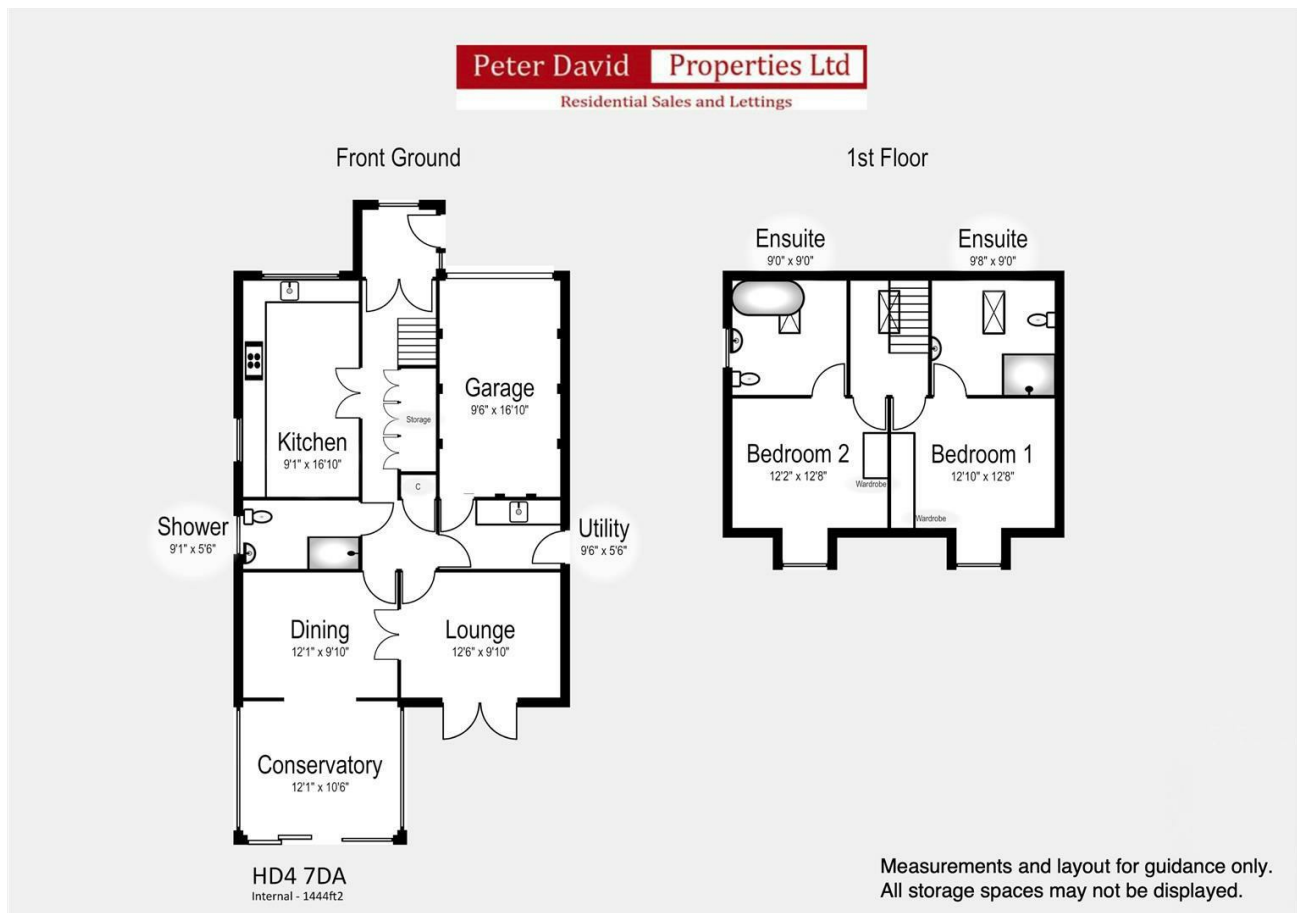 Peter David Properties Ltd
Residential Sales and Lettings
Front Ground
1st Floor
Ensuite
9'0" x 9'0"
Ensuite
9'8" x 9'0"
Garage
9'6" x 16'10"
Storage
Kitchen
9'1" x 16'10"
C
Shower
9'1" x 5'6"
Utility
9'6" x 5'6"
Dining
12'1" x 9'10"
Lounge
12'6" x 9'10"
Conservatory
12'1" x 10'6"
Bedroom 2
12'2" x 12'8"
Wardrobe
Bedroom 1
12'10" x 12'8"
Wardrobe
HD4 7DA
Internal - 1444ft2
Measurements and layout for guidance only.
All storage spaces may not be displayed.